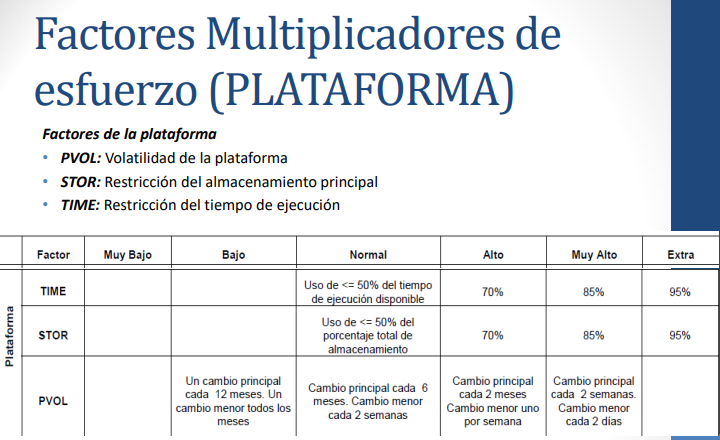 Factores Multiplicadores de
esfuerzo (PLATAFORMA)
Factores de la plataforma
• PVOL: Volatilidad de la plataforma
• STOR: Restricción del almacenamiento principal
• TIME: Restricción del tiempo de ejecución
Factor Muy Bajo Bajo Normal Alto Muy Alto Extra
Plataforma
TIME
Uso de <= 50% del tiempo
de ejecución disponible
70% 85% 95%
STOR
Uso de <= 50% del
porcentaje total de
almacenamiento
70% 85% 95%
PVOL
Un cambio principal
cada 12 meses. Un
cambio menor todos los
meses
Cambio principal cada 6
meses. Cambio menor
cada 2 semanas
Cambio principal
cada 2 meses
Cambio menor uno
por semana
Cambio principal
cada 2 semanas.
Cambio menor
cada 2 días